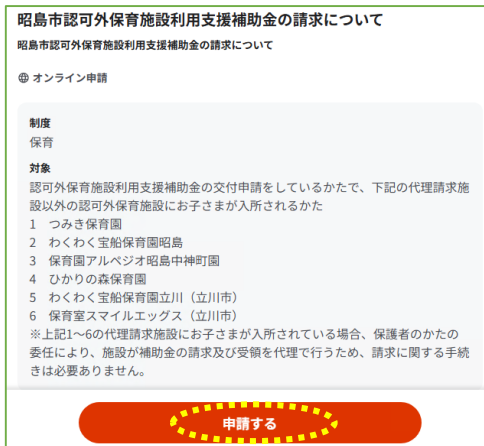 昭島市認可外保育施設利用支援補助金の請求について
昭島市認可外保育施設利用支援補助金の請求について
オンライン申請
制度
保育
対象
認可外保育施設利用支援補助金の交付申請をしているかたで、下記の代理請求施
設以外の認可外保育施設にお子さまが入所されるかた
1 つみき保育園
2 わくわく宝船保育園昭島
3 保育園アルペジオ昭島中神町園
4 ひかりの森保育園
5 わくわく宝船保育園立川（立川市）
6 保育室スマイルエッグス（立川市）
※上記1～6の代理請求施設にお子さまが入所されている場合、保護者のかたの
委任により、施設が補助金の請求及び受領を代理で行うため、請求に関する手続
きは必要ありません。
申請する